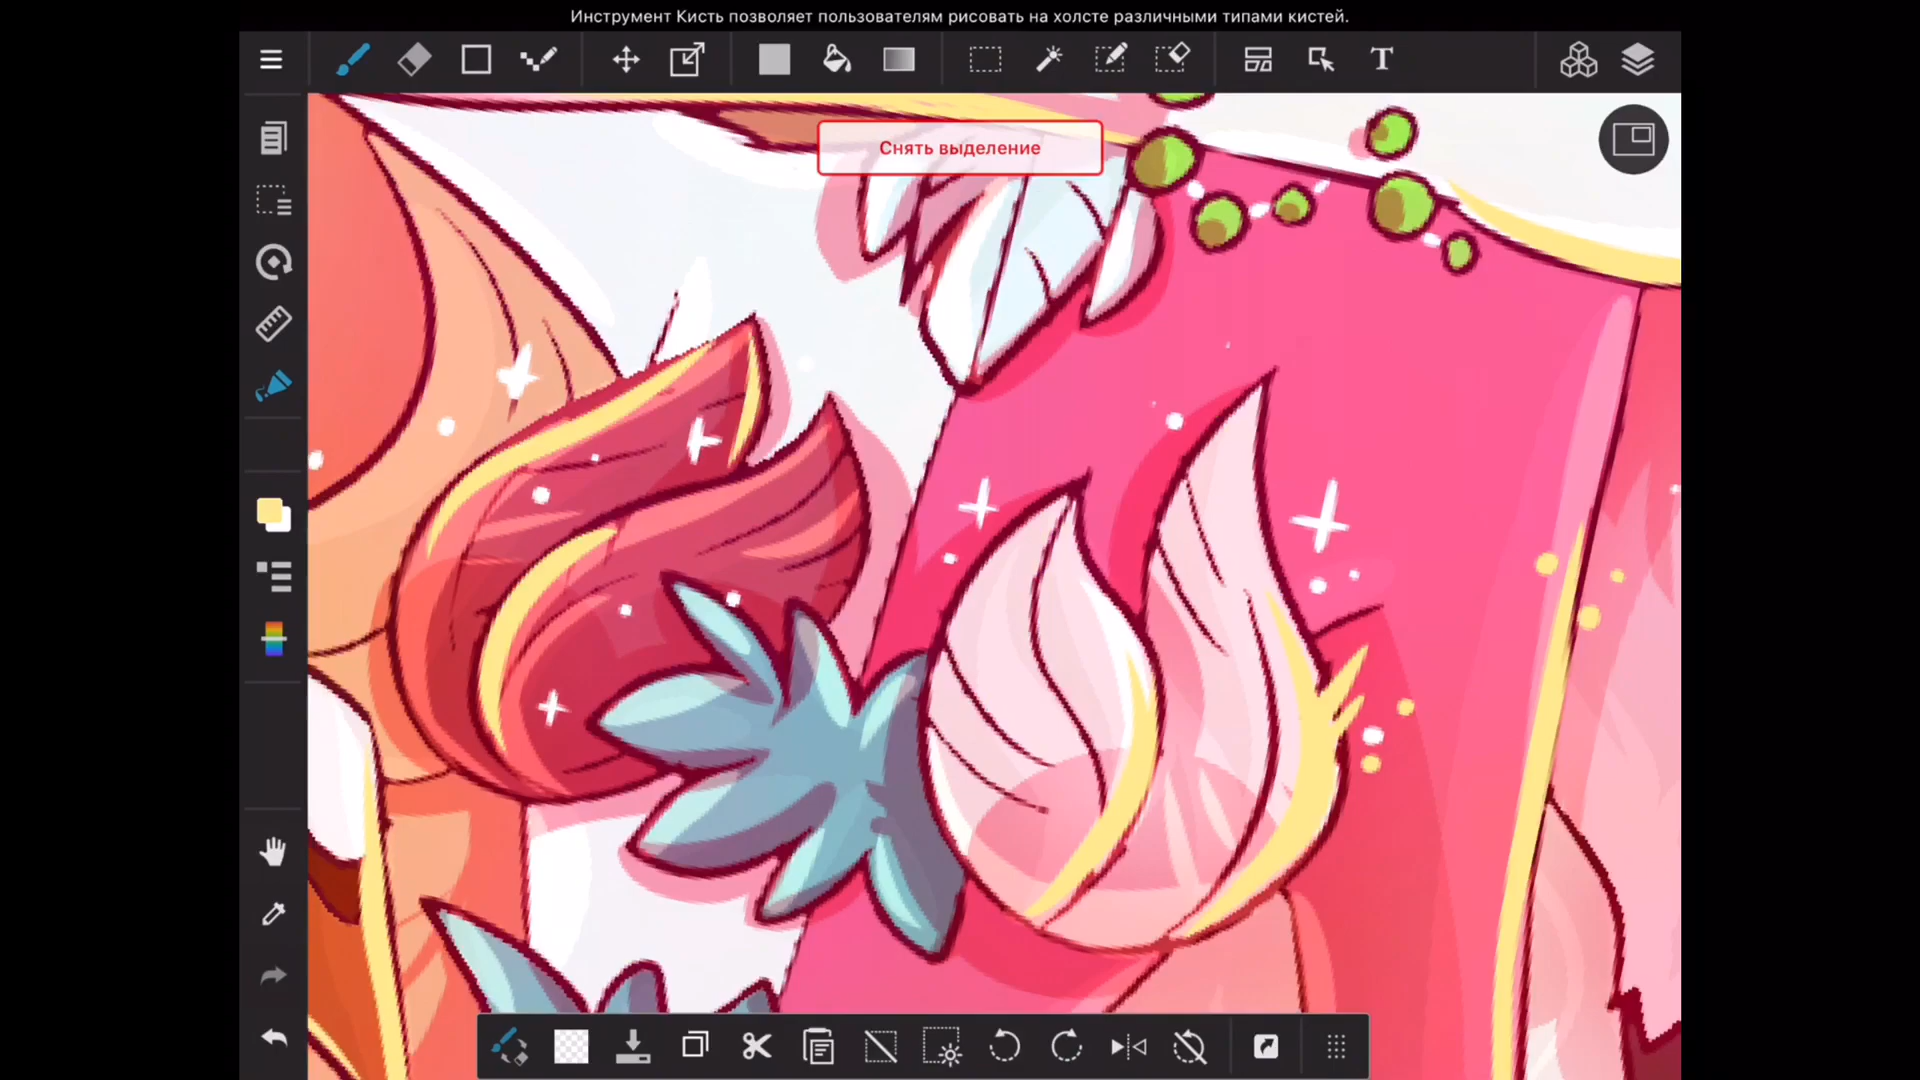 Инструмент Кисть позволяет пользователям рисовать на холсте различными типами кистей.
T
Снять выделение